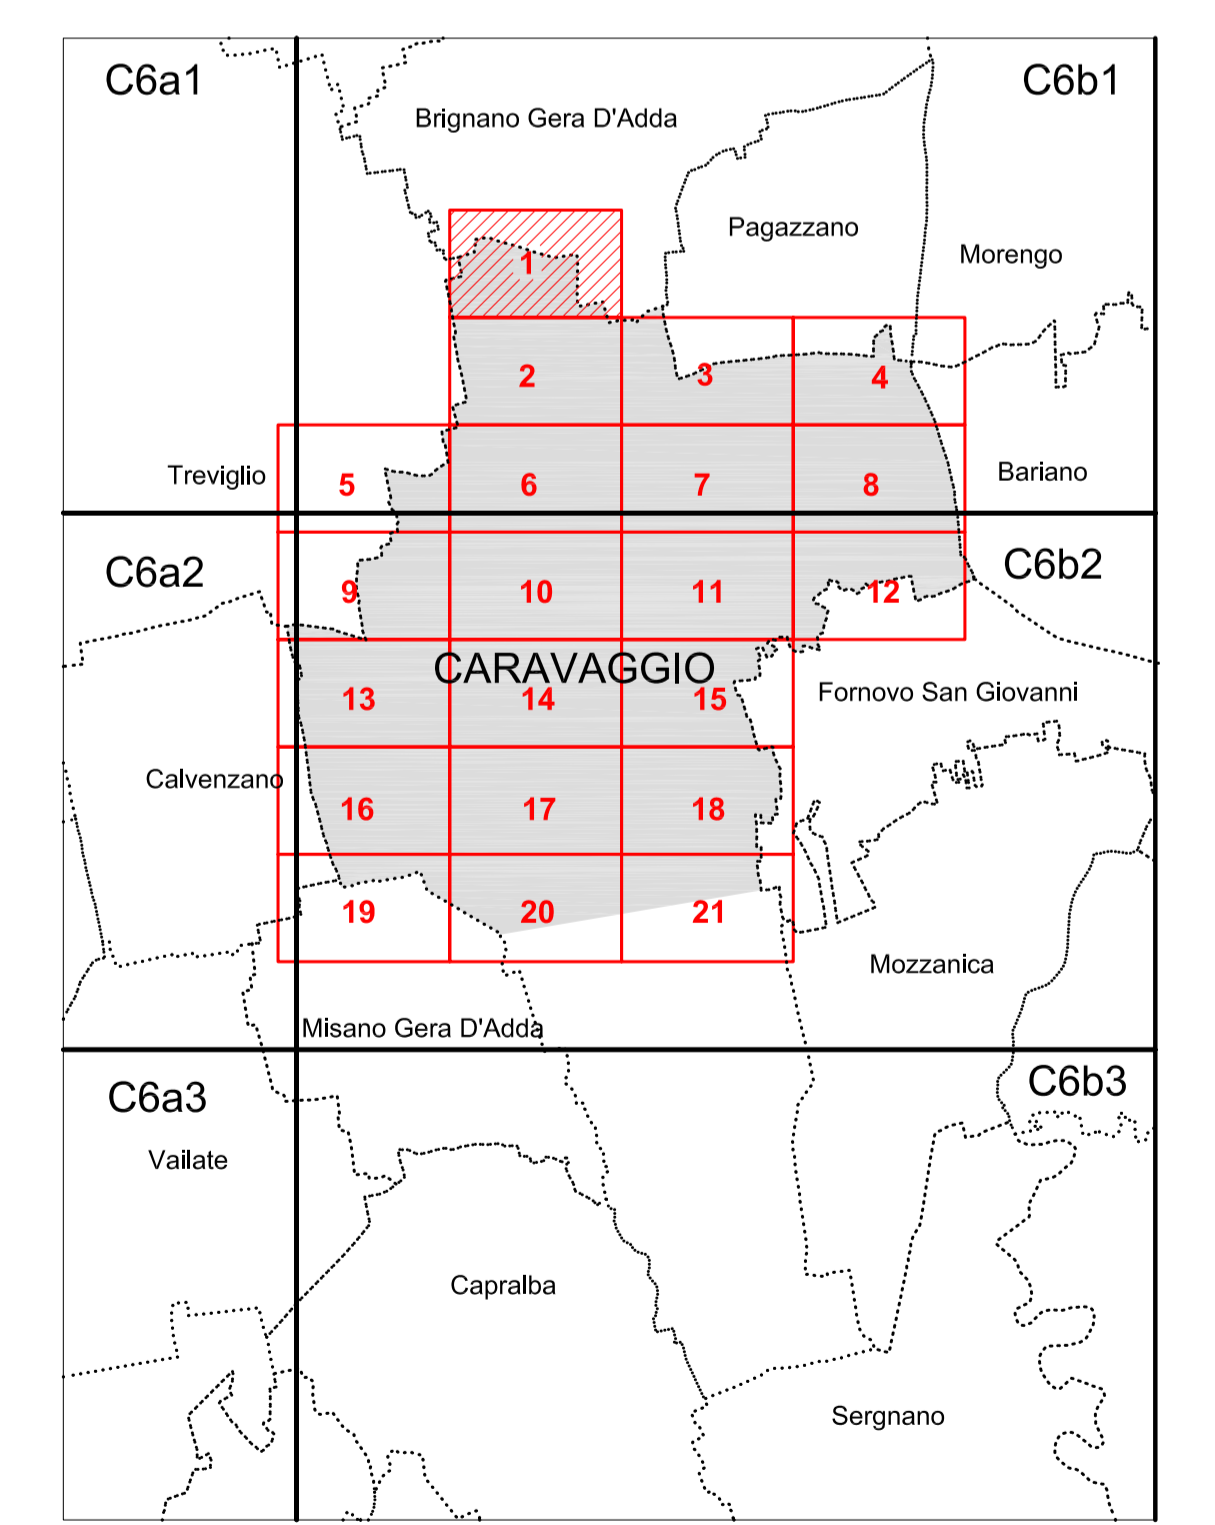 C6a1
C6b1
Brignano Gera D'Adda
Pagazzano
Morengo
1
2
3
4
Treviglio
5
6
7
8
Bariano
C6a2
C6b2
9
10
11
12
CARAVAGGIO
13
14
15
Fornovo San Giovanni
Calvenzano
16
17
18
19
20
21
Mozzanica
Misano Gera D'Adda
C6a3
C6b3
Vailate
Capralba
Sergnano